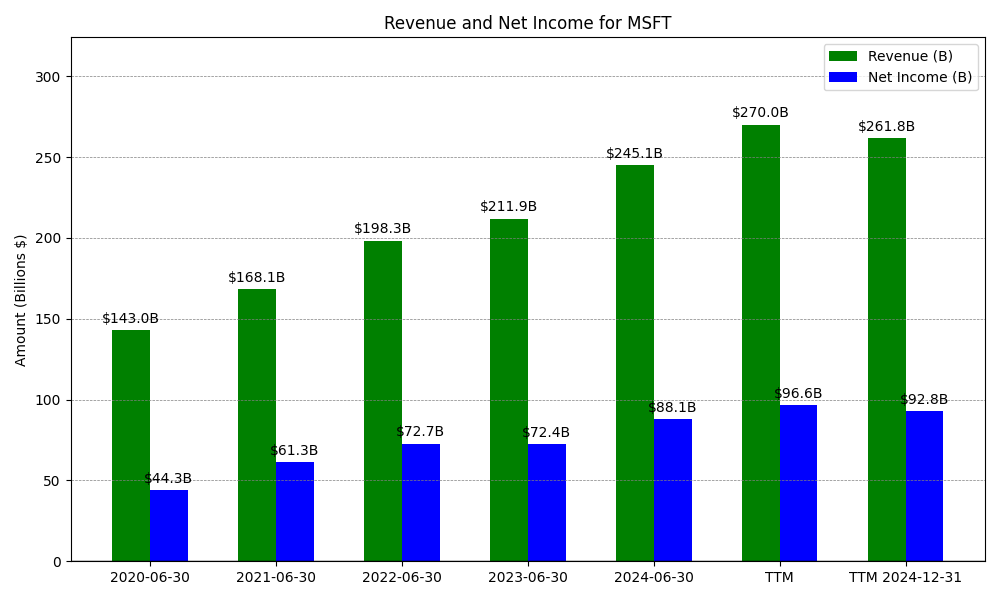 Revenue and Net Income for MSFT
Revenue (B)
Net Income (B)
Amount (Billions $)
300
250
200
150
100
50
0
$143.0B
$44.3B
$168.1B
$61.3B
$198.3B
$72.7B
$211.9B
$72.4B
$245.1B
$88.1B
$270.0B
$96.6B
$261.8B
$92.8B
2020-06-30
2021-06-30
2022-06-30
2023-06-30
2024-06-30
TTM
TTM 2024-12-31